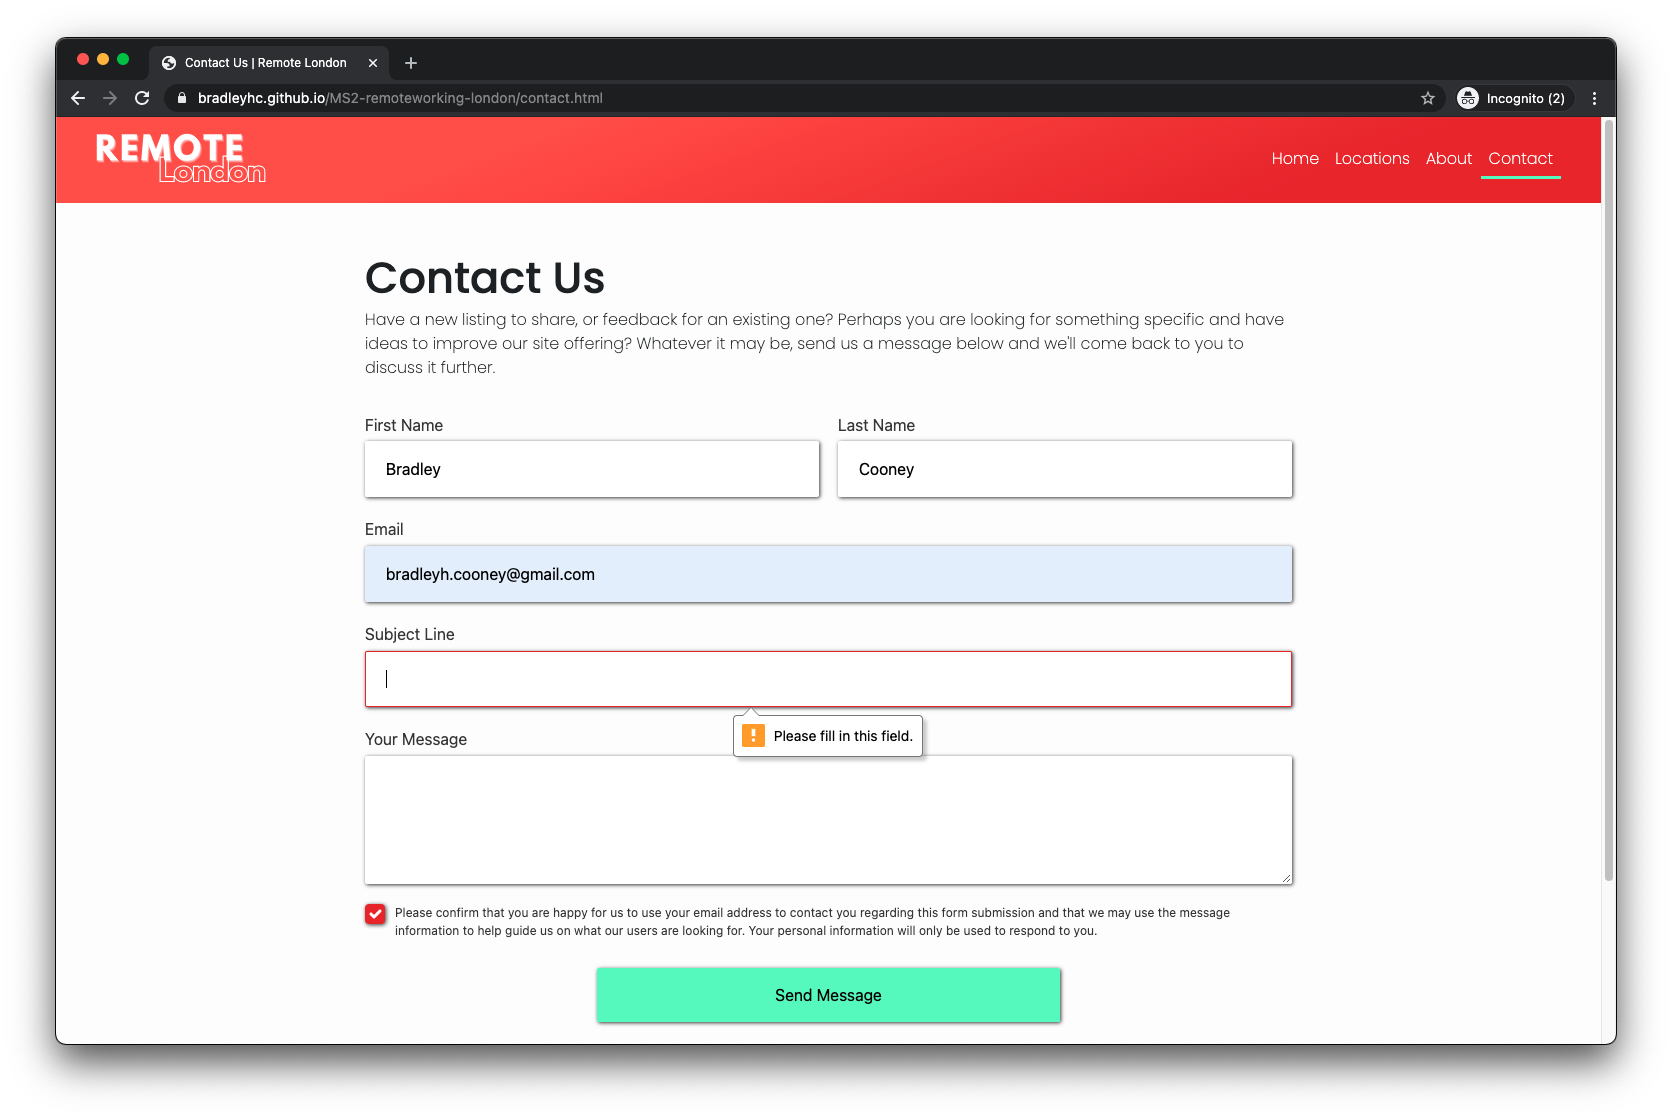 Contact Us | Remote London
bradleyhc.github.io/MS2-remoteworking-london/contact.html
Incognito (2)
REMOTE
London
Home Locations About Contact
Contact Us
Have a new listing to share, or feedback for an existing one? Perhaps you are looking for something specific and have
ideas to improve our site offering? Whatever it may be, send us a message below and we'll come back to you to
discuss it further.
First Name Last Name
Bradley Cooney
Email
bradleyh.cooney@gmail.com
Subject Line
Please fill in this field.
Your Message
Please confirm that you are happy for us to use your email address to contact you regarding this form submission and that we may use the message
information to help guide us on what our users are looking for. Your personal information will only be used to respond to you.
Send Message